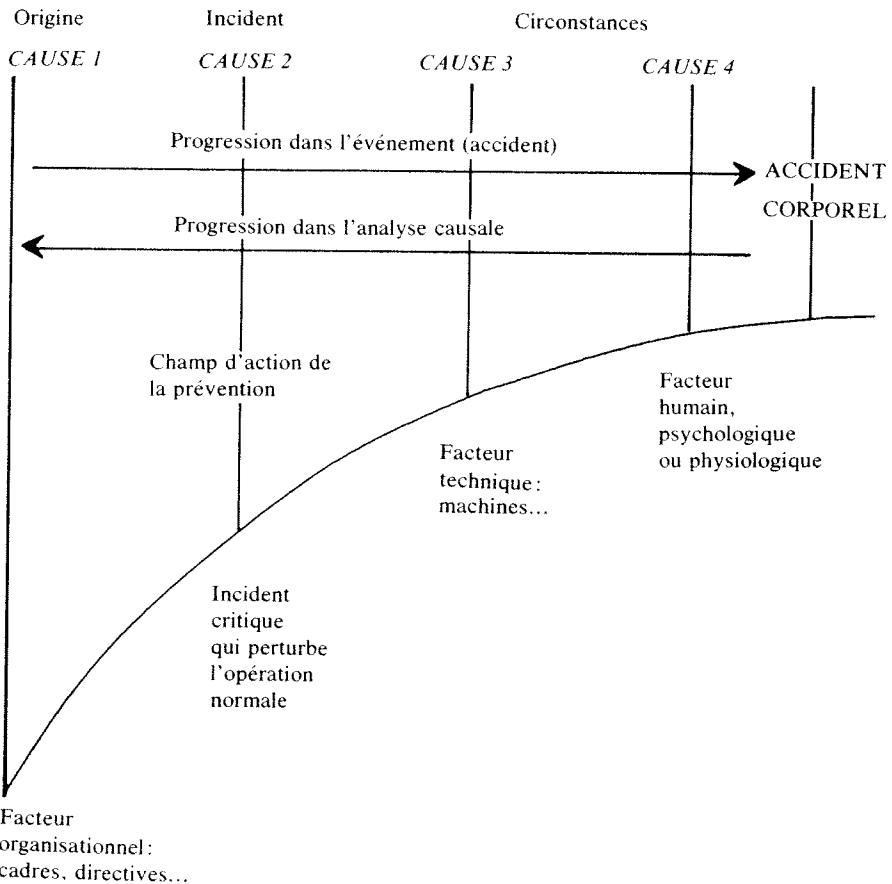 Origine
Incident
Circonstances
CAUSE 1
CAUSE 2
CAUSE 3
CAUSE 4
Progression dans l'événement (accident)
ACCIDENT
CORPOREL
Progression dans l'analyse causale
Champ d'action de
la prévention
Facteur
humain,
psychologique
ou physiologique
Facteur
technique :
machines...
Incident
critique
qui perturbe
l'opération
normale
Facteur
organisationnel :
cadres, directives...